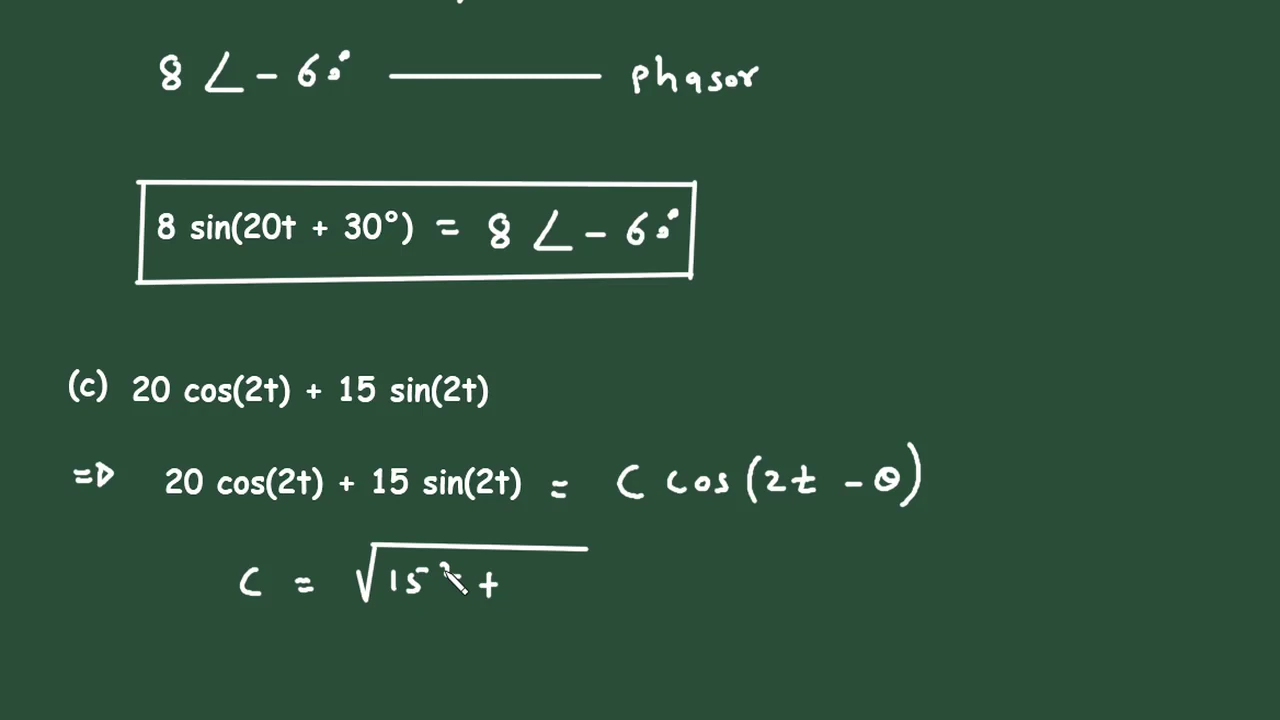 8 ∠ - 60° phasor
8 sin(20t + 30°) = 8 ∠ - 60°
(c) 20 cos(2t) + 15 sin(2t)
=> 20 cos(2t) + 15 sin(2t) = C cos(2t - θ)
C = √15² +